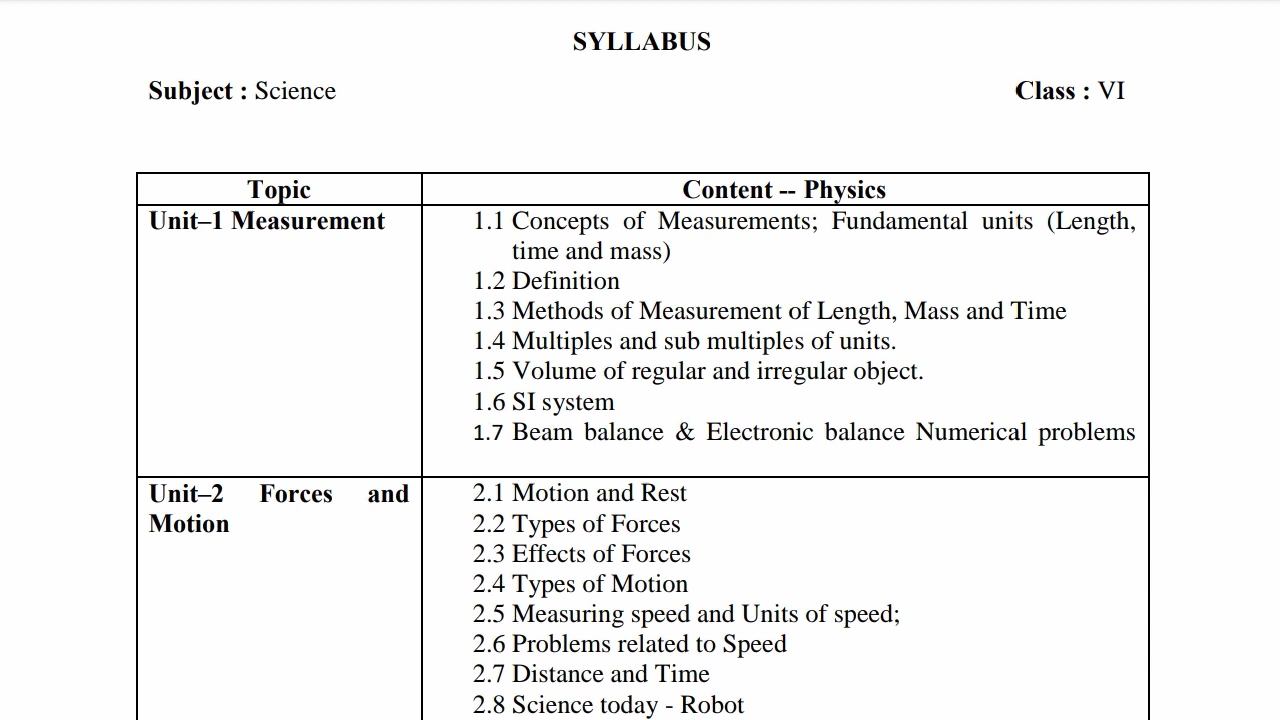 SYLLABUS
Subject : Science Class : VI
Topic Content -- Physics
Unit–1 Measurement 1.1 Concepts of Measurements; Fundamental units (Length,
time and mass)
1.2 Definition
1.3 Methods of Measurement of Length, Mass and Time
1.4 Multiples and sub multiples of units.
1.5 Volume of regular and irregular object.
1.6 SI system
1.7 Beam balance & Electronic balance Numerical problems
Unit–2 Forces and 2.1 Motion and Rest
Motion 2.2 Types of Forces
2.3 Effects of Forces
2.4 Types of Motion
2.5 Measuring speed and Units of speed;
2.6 Problems related to Speed
2.7 Distance and Time
2.8 Science today - Robot